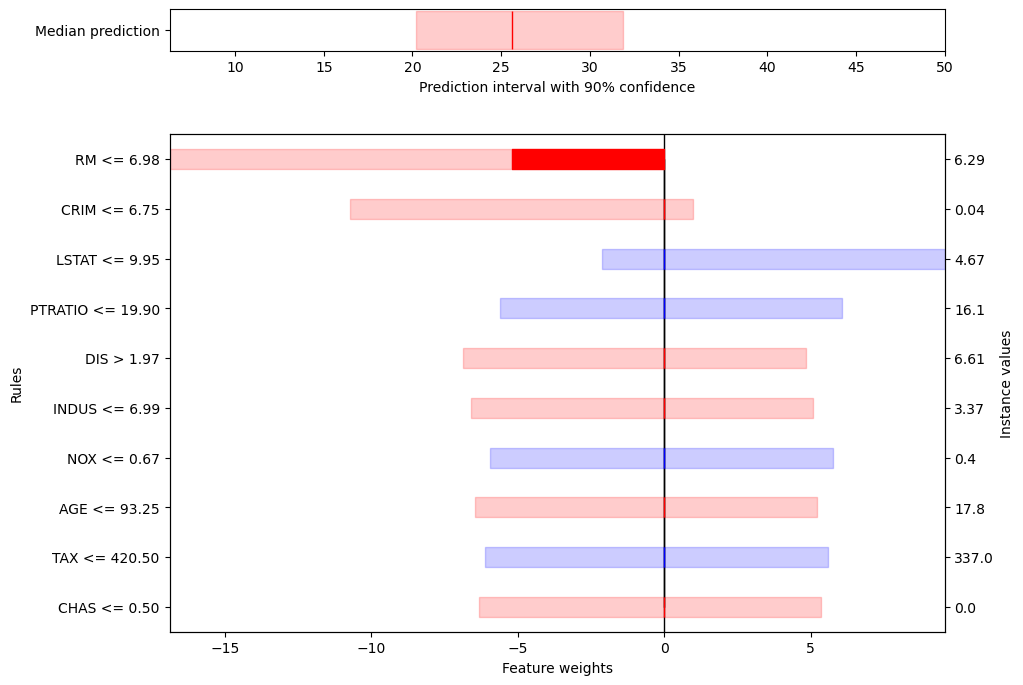 Median prediction
10 15 20 25 30 35 40 45 50
Prediction interval with 90% confidence
Rules
RM <= 6.98 6.29
CRIM <= 6.75 0.04
LSTAT <= 9.95 4.67
PTRATIO <= 19.90 16.1
DIS > 1.97 6.61
INDUS <= 6.99 3.37
NOX <= 0.67 0.4
AGE <= 93.25 17.8
TAX <= 420.50 337.0
CHAS <= 0.50 0.0
Instance values
−15 −10 −5 0 5
Feature weights